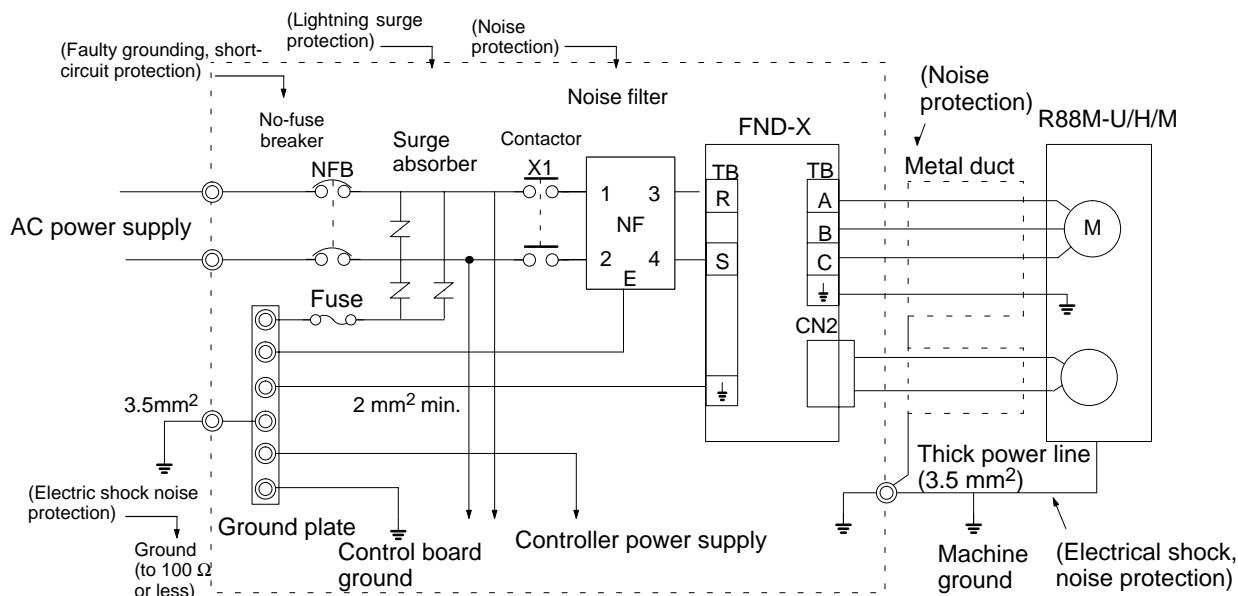 (Lightning surge
protection)
(Noise
protection)
(Faulty grounding, short-
circuit protection)
(Noise
protection)
Noise filter
No-fuse
breaker
Surge
absorber
Contactor
FND-X
R88M-U/H/M
NFB
X1
TB
TB
Metal duct
1
3
R
A
AC power supply
NF
B
M
2
4
S
C
E
Fuse
CN2
3.5mm²
2 mm² min.
Thick power line
(3.5 mm²)
(Electric shock noise
protection)
Ground plate
Ground
(to 100 Ω
or less)
Control board
ground
Controller power supply
Machine
ground
(Electrical shock,
noise protection)